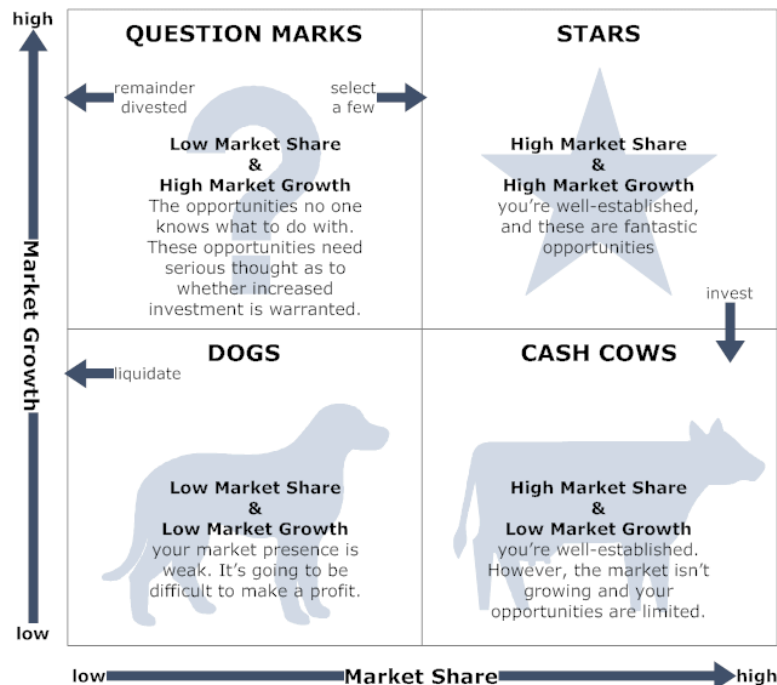 high
QUESTION MARKS
remainder
divested
select
a few
Low Market Share
&
High Market Growth
The opportunities no one
knows what to do with.
These opportunities need
serious thought as to
whether increased
investment is warranted.
STARS
High Market Share
&
High Market Growth
you're well-established,
and these are fantastic
opportunities
invest
Market Growth
DOGS
liquidate
Low Market Share
&
Low Market Growth
your market presence is
weak. It's going to be
difficult to make a profit.
CASH COWS
High Market Share
&
Low Market Growth
you're well-established.
However, the market isn't
growing and your
opportunities are limited.
low
low
Market Share
high